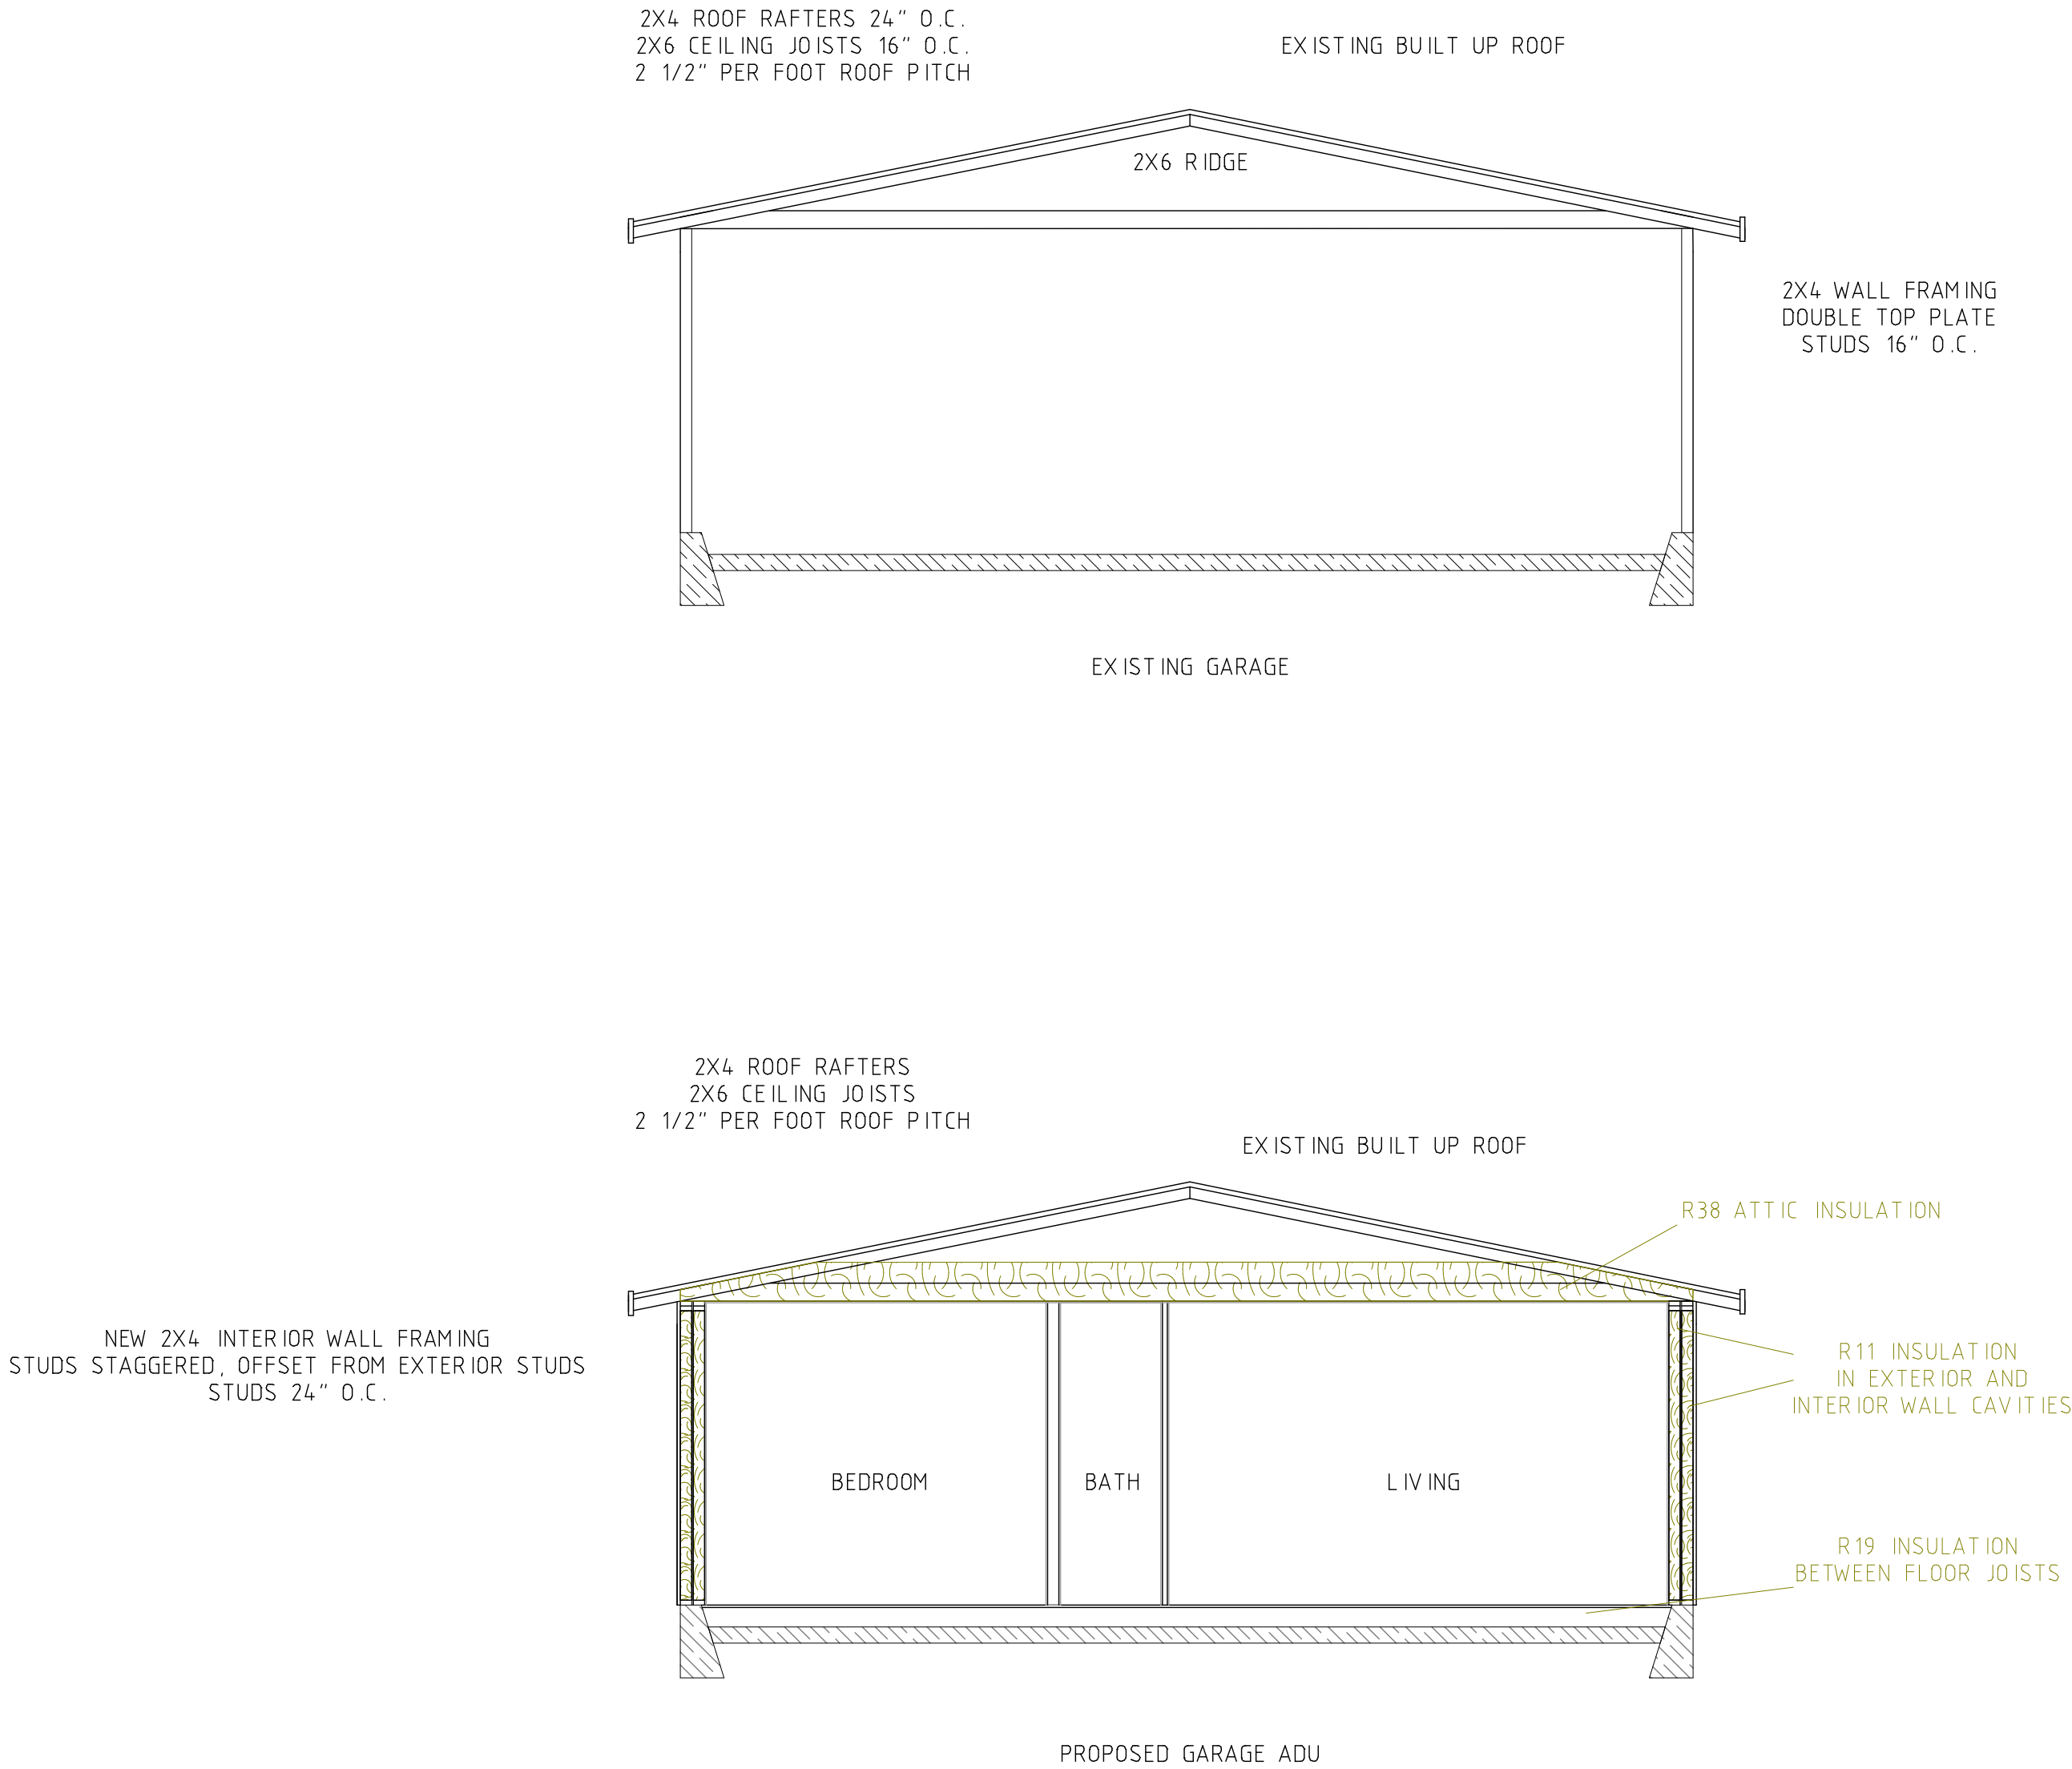 2X4 ROOF RAFTERS 24" O.C.
2X6 CEILING JOISTS 16" O.C.
2 1/2" PER FOOT ROOF PITCH
EXISTING BUILT UP ROOF
2X6 RIDGE
2X4 WALL FRAMING
DOUBLE TOP PLATE
STUDS 16" O.C.
EXISTING GARAGE
2X4 ROOF RAFTERS
2X6 CEILING JOISTS
2 1/2" PER FOOT ROOF PITCH
EXISTING BUILT UP ROOF
R38 ATTIC INSULATION
NEW 2X4 INTERIOR WALL FRAMING
STUDS STAGGERED, OFFSET FROM EXTERIOR STUDS
STUDS 24" O.C.
R11 INSULATION
IN EXTERIOR AND
INTERIOR WALL CAVITIES
BEDROOM
BATH
LIVING
R19 INSULATION
BETWEEN FLOOR JOISTS
PROPOSED GARAGE ADU